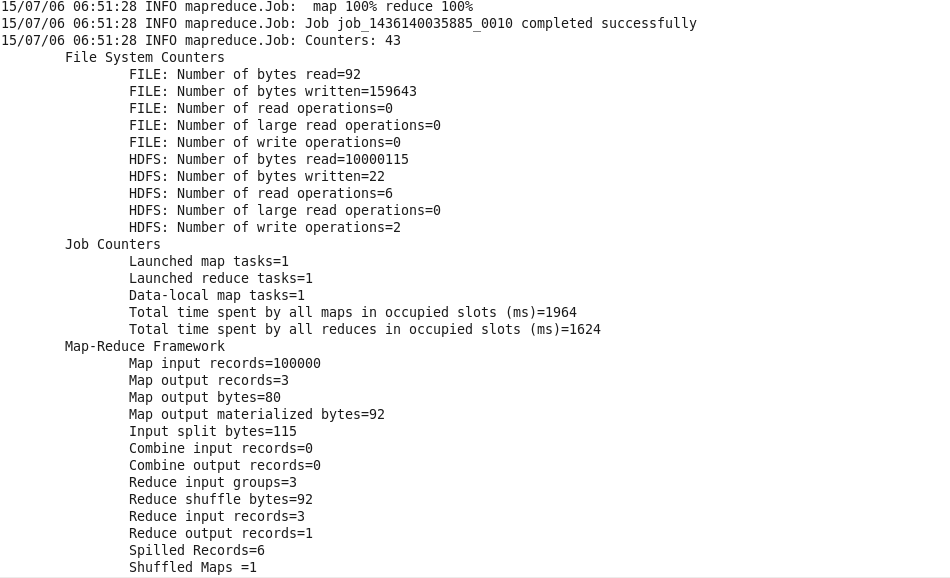 15/07/06 06:51:28 INFO mapreduce.Job:  map 100% reduce 100%
15/07/06 06:51:28 INFO mapreduce.Job: Job job_1436140035885_0010 completed successfully
15/07/06 06:51:28 INFO mapreduce.Job: Counters: 43
File System Counters
FILE: Number of bytes read=92
FILE: Number of bytes written=159643
FILE: Number of read operations=0
FILE: Number of large read operations=0
FILE: Number of write operations=0
HDFS: Number of bytes read=10000115
HDFS: Number of bytes written=22
HDFS: Number of read operations=6
HDFS: Number of large read operations=0
HDFS: Number of write operations=2
Job Counters
Launched map tasks=1
Launched reduce tasks=1
Data-local map tasks=1
Total time spent by all maps in occupied slots (ms)=1964
Total time spent by all reduces in occupied slots (ms)=1624
Map-Reduce Framework
Map input records=100000
Map output records=3
Map output bytes=80
Map output materialized bytes=92
Input split bytes=115
Combine input records=0
Combine output records=0
Reduce input groups=3
Reduce shuffle bytes=92
Reduce input records=3
Reduce output records=1
Spilled Records=6
Shuffled Maps =1